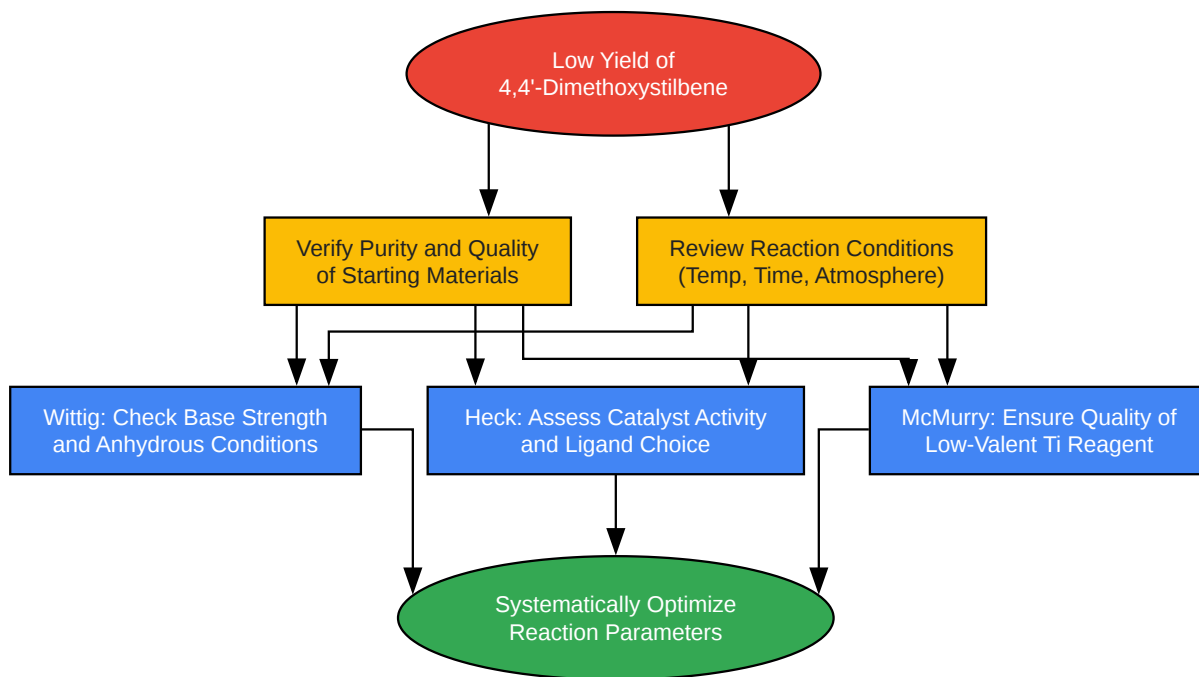 Low Yield of
4,4'-Dimethoxystilbene
Verify Purity and Quality
of Starting Materials
Review Reaction Conditions
(Temp, Time, Atmosphere)
Wittig: Check Base Strength
and Anhydrous Conditions
Heck: Assess Catalyst Activity
and Ligand Choice
McMurry: Ensure Quality of
Low-Valent Ti Reagent
Systematically Optimize
Reaction Parameters